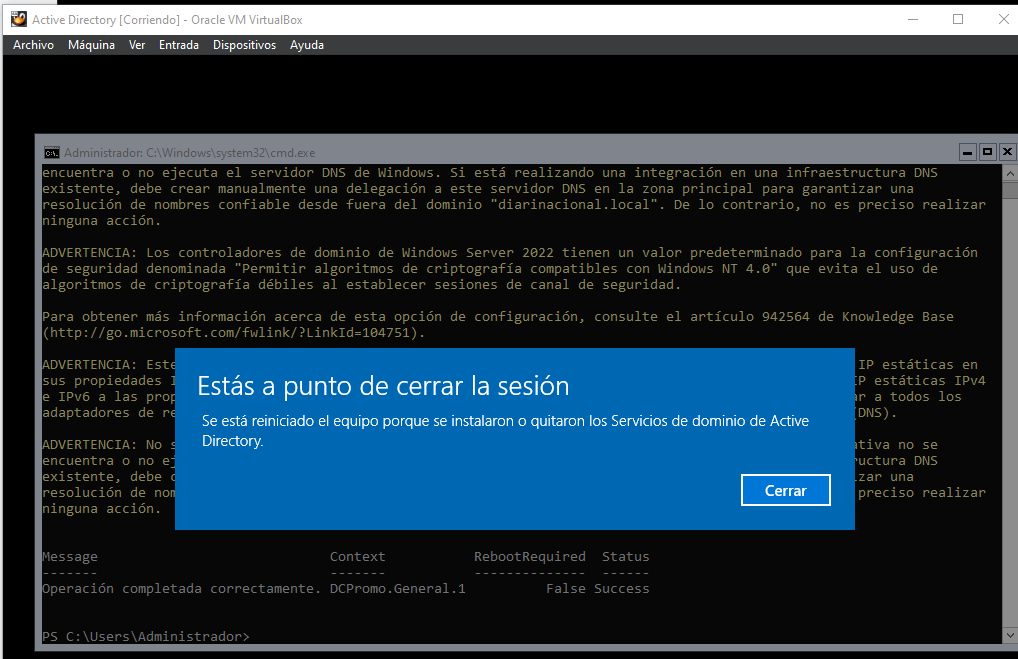 Active Directory [Corriendo] - Oracle VM VirtualBox
Archivo Máquina Ver Entrada Dispositivos Ayuda
Administrador: C:\Windows\system32\cmd.exe
encuentra o no ejecuta el servidor DNS de Windows. Si está realizando una integración en una infraestructura DNS
existente, debe crear manualmente una delegación a este servidor DNS en la zona principal para garantizar una
resolución de nombres confiable desde fuera del dominio "diarinacional.local". De lo contrario, no es preciso realizar
ninguna acción.
ADVERTENCIA: Los controladores de dominio de Windows Server 2022 tienen un valor predeterminado para la configuración
de seguridad denominada "Permitir algoritmos de criptografía compatibles con Windows NT 4.0" que evita el uso de
algoritmos de criptografía débiles al establecer sesiones de canal de seguridad.
Para obtener más información acerca de esta opción de configuración, consulte el artículo 942564 de Knowledge Base
(http://go.microsoft.com/fwlink/?LinkId=104751).
ADVERTENCIA: Este IP estáticas en
sus propiedades IP estáticas IPv4
e IPv6 a las prop ar a todos los
adaptadores de re (DNS).
Estás a punto de cerrar la sesión
Se está reiniciado el equipo porque se instalaron o quitaron los Servicios de dominio de Active
Directory.
Cerrar
ADVERTENCIA: No s ativa no se
encuentra o no ej ructura DNS
existente, debe c zar una
resolución de nom preciso realizar
ninguna acción.
Message Context RebootRequired Status
------- ------- -------------- ------
Operación completada correctamente. DCPromo.General.1 False Success
PS C:\Users\Administrador>